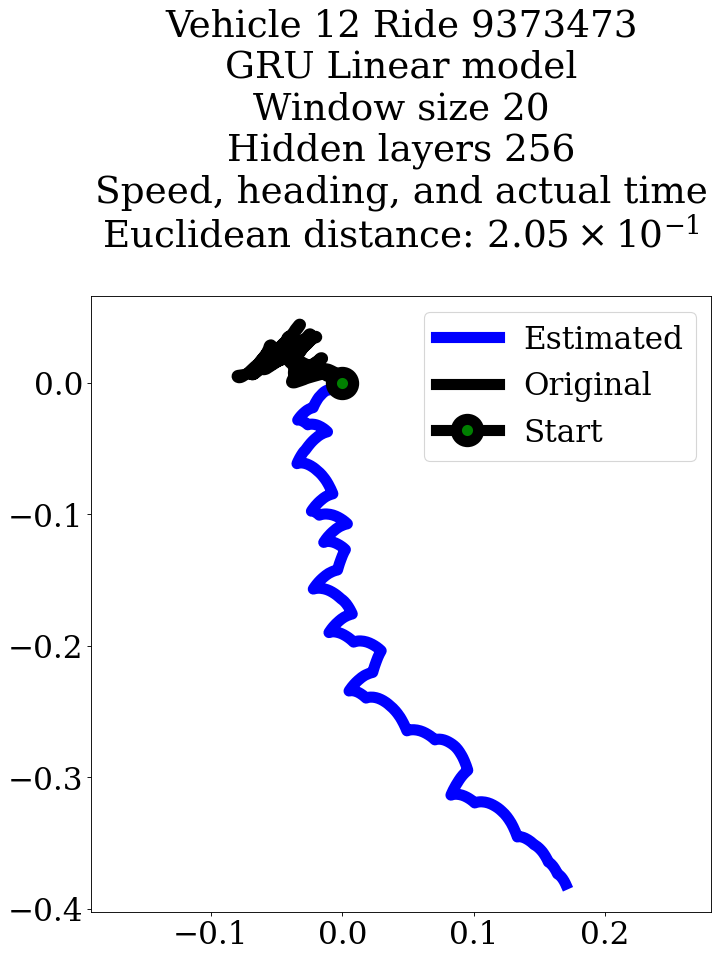 Vehicle 12 Ride 9373473
GRU Linear model
Window size 20
Hidden layers 256
Speed, heading, and actual time
Euclidean distance: 2.05 × 10⁻¹
Estimated
Original
Start
0.0
−0.1
−0.2
−0.3
−0.4
−0.1 0.0 0.1 0.2